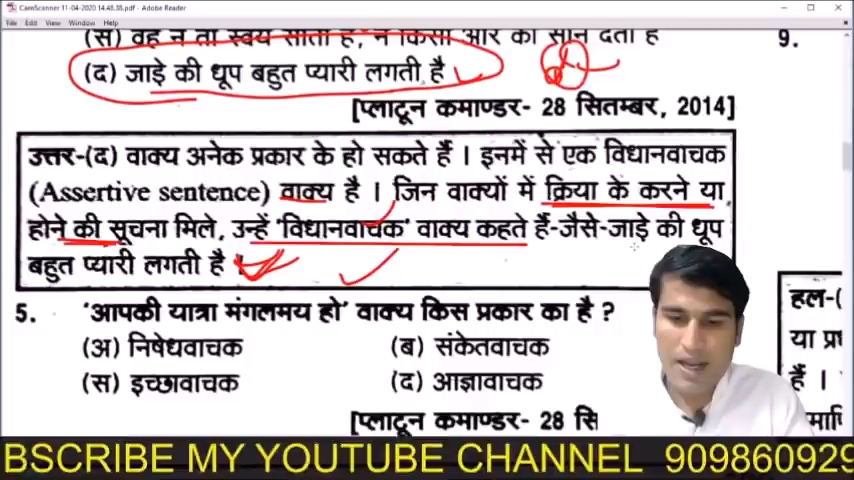 CamScanner 11-04-2020 14.48.38.pdf - Adobe Reader
File Edit View Window Help
(स) वह न तो स्वयं सोता है, न किसी और को सोने देता है
9.
(द) जाड़े की धूप बहुत प्यारी लगती है
[प्लाटून कमाण्डर- 28 सितम्बर, 2014]
उत्तर-(द) वाक्य अनेक प्रकार के हो सकते हैं । इनमें से एक विधानवाचक
(Assertive sentence) वाक्य है । जिन वाक्यों में क्रिया के करने या
होने की सूचना मिले, उन्हें 'विधानवाचक' वाक्य कहते हैं-जैसे-जाड़े की धूप
बहुत प्यारी लगती है ।
5. 'आपकी यात्रा मंगलमय हो' वाक्य किस प्रकार का है ?
(अ) निषेधवाचक (ब) संकेतवाचक
(स) इच्छावाचक (द) आज्ञावाचक
[प्लाटून कमाण्डर- 28 सि
हल-(
या प्र
हैं ।
BSCRIBE MY YOUTUBE CHANNEL 909860929